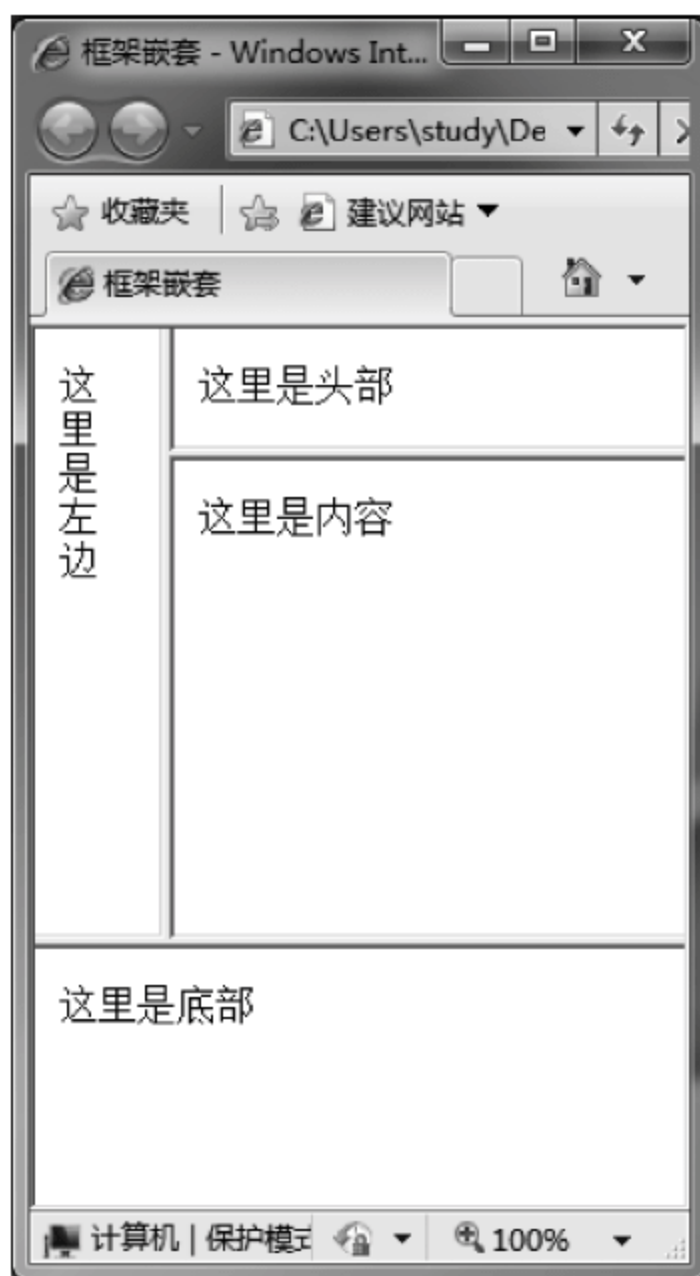 框架嵌套 - Windows Int...
C:\Users\study\De
收藏夹 建议网站
框架嵌套
这里是左边
这里是头部
这里是内容
这里是底部
计算机 | 保护模式 100%